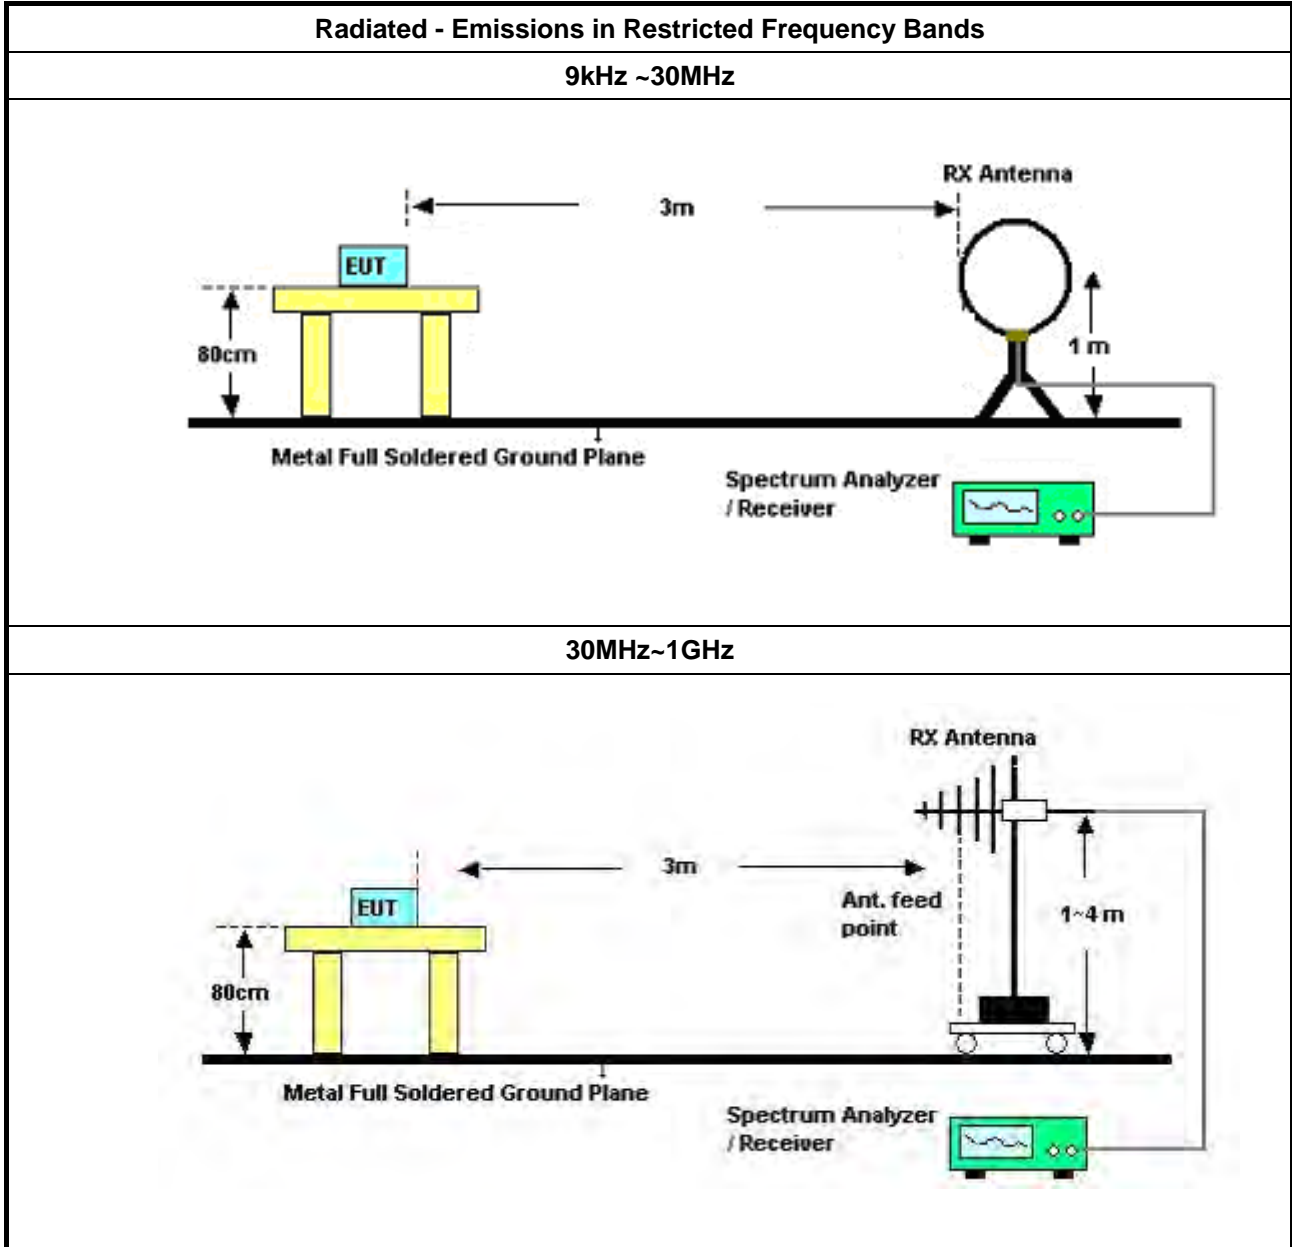 Radiated - Emissions in Restricted Frequency Bands
9kHz ~30MHz
RX Antenna
3m
EUT
80cm
1 m
Metal Full Soldered Ground Plane
Spectrum Analyzer
/ Receiver
30MHz~1GHz
RX Antenna
3m
EUT
Ant. feed
point
1~4 m
80cm
Metal Full Soldered Ground Plane
Spectrum Analyzer
/ Receiver